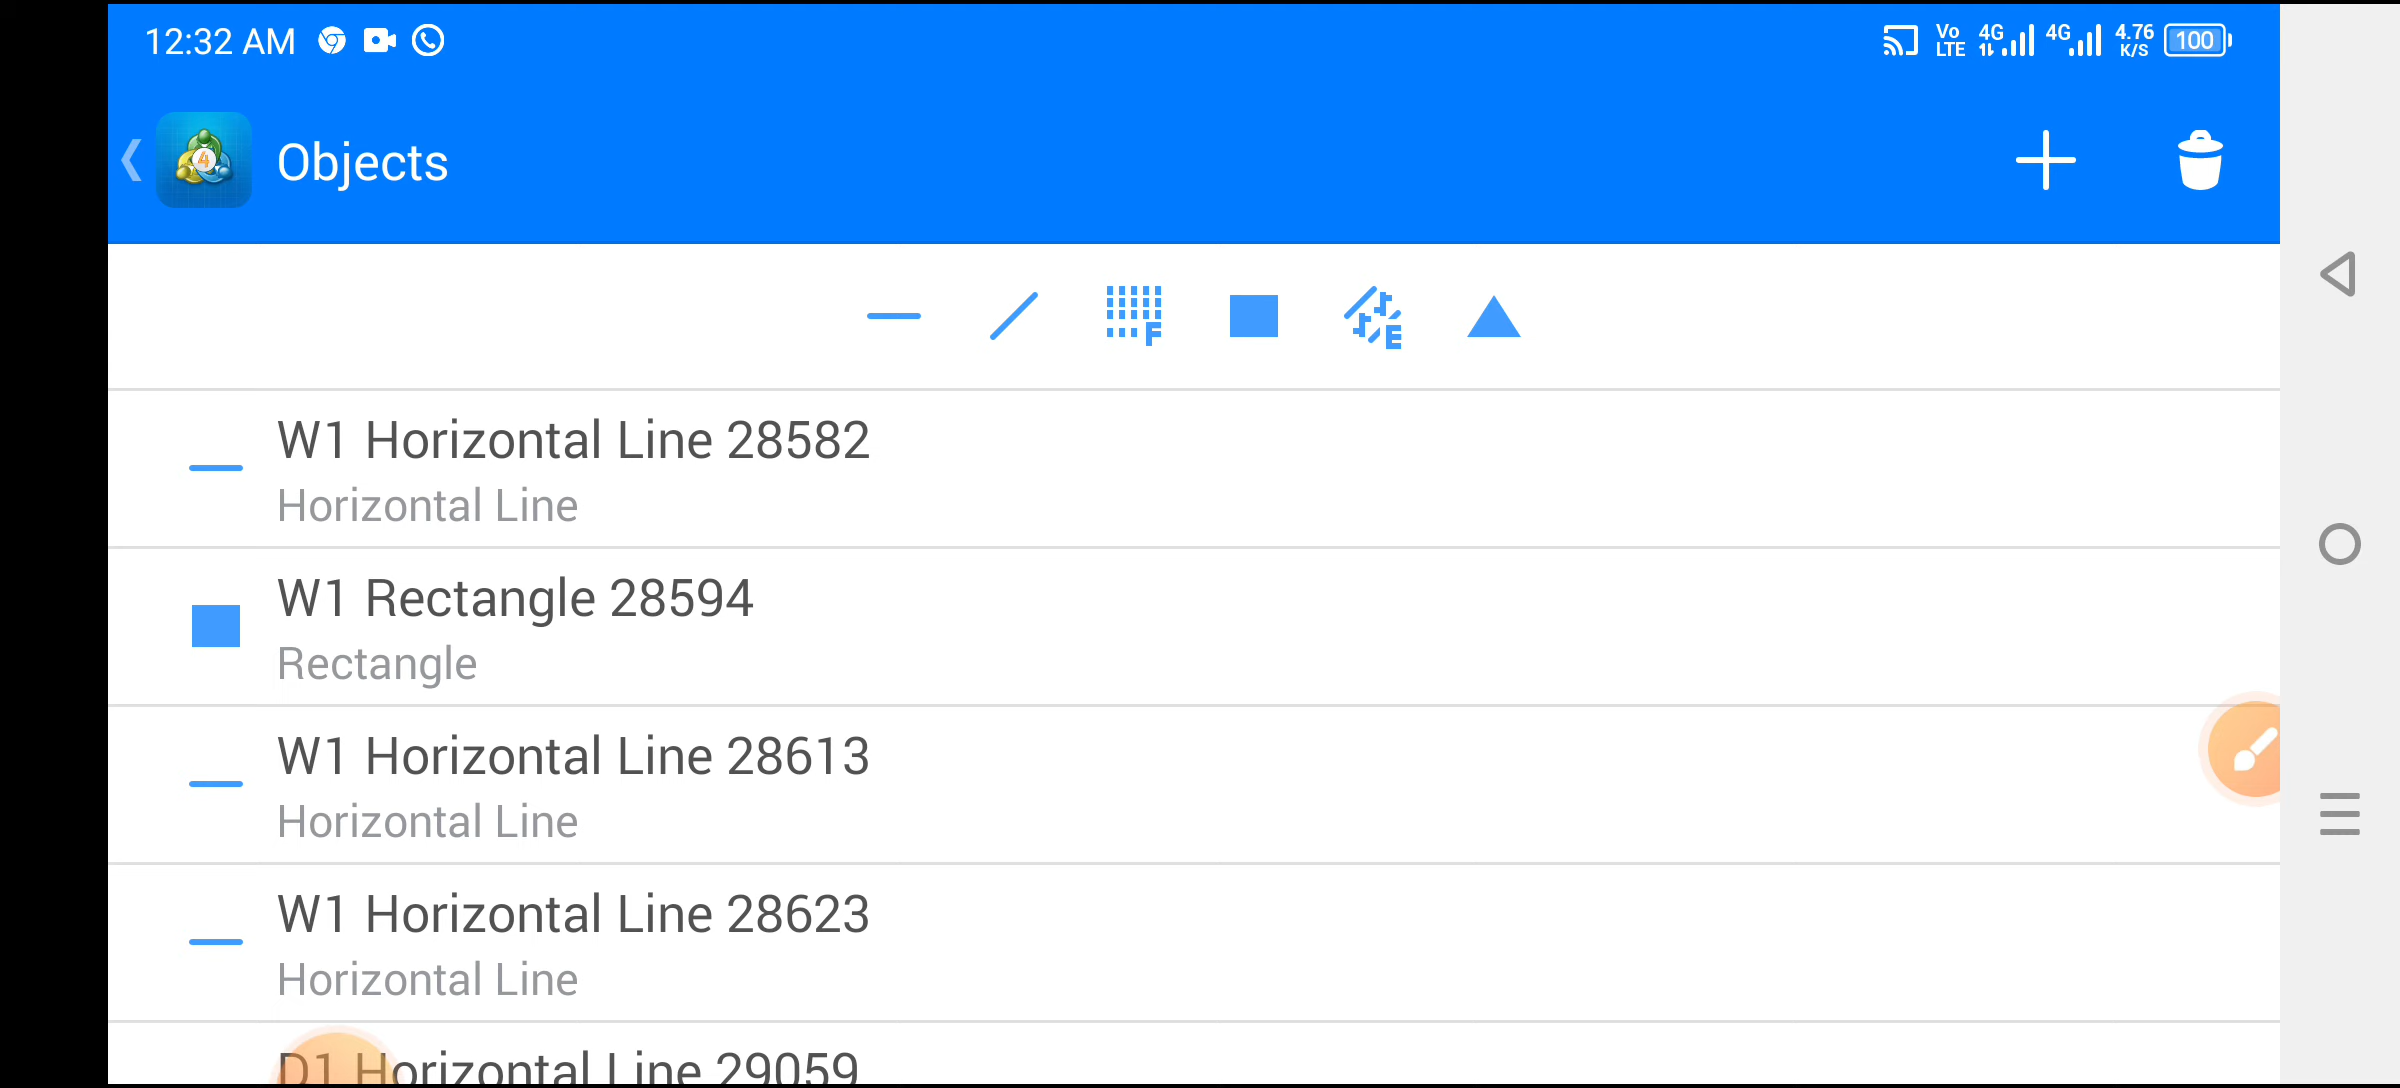 12:32 AM
Vo LTE 4G 4G 4.76 K/S 100
4
Objects
F
E
W1 Horizontal Line 28582
Horizontal Line
W1 Rectangle 28594
Rectangle
W1 Horizontal Line 28613
Horizontal Line
W1 Horizontal Line 28623
Horizontal Line
D1 Horizontal Line 29059